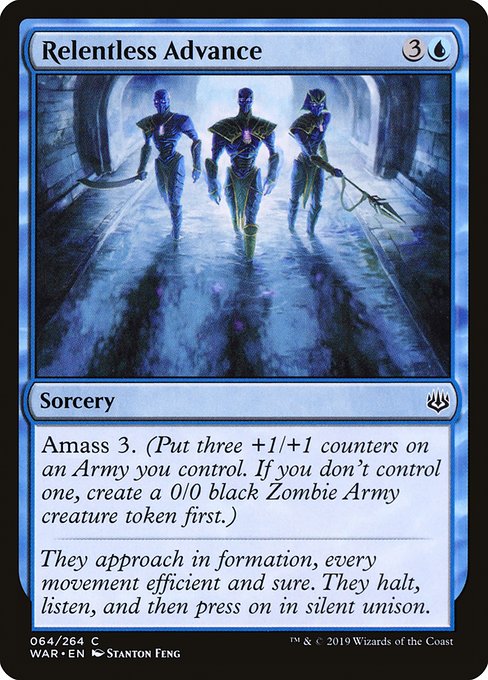 Relentless Advance 3
Sorcery
Amass 3. (Put three +1/+1 counters on
an Army you control. If you don't control
one, create a 0/0 black Zombie Army
creature token first.)
They approach in formation, every
movement efficient and sure. They halt,
listen, and then press on in silent unison.
064/264 C
WAR • EN Stanton Feng
™ & © 2019 Wizards of the Coast